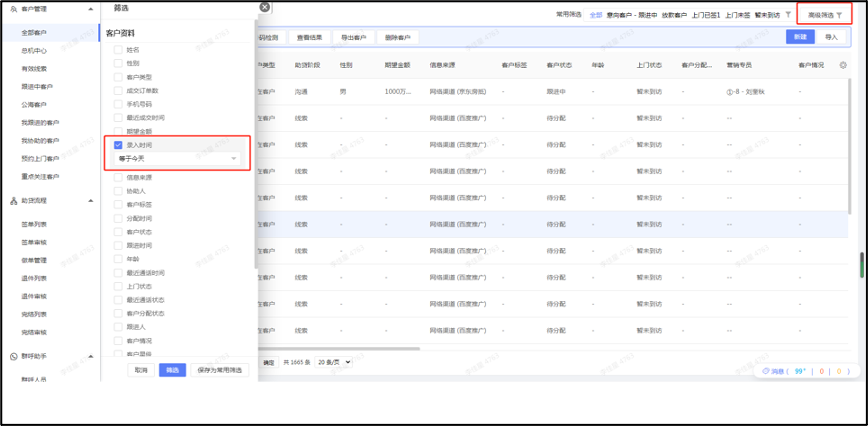 客户管理
全部客户
总机中心
有效线索
跟进中客户
公海客户
我跟进的客户
我协助的客户
预约上门客户
重点关注客户
助贷流程
签单列表
签单审核
做单管理
退件列表
退件审核
完结列表
完结审核
群呼助手
群呼人员
筛选
客户资料
姓名
性别
客户类型
成交订单数
手机号码
最近成交时间
期望金额
录入时间
等于今天
信息来源
协助人
客户标签
分配时间
客户状态
跟进时间
年龄
最近通话时间
上门状态
最近通话状态
客户分配状态
跟进人
客户情况
客户星级
取消 筛选 保存为常用筛选
常用筛选 全部 意向客户 - 跟进中 放款客户 上门已签1 上门未签 暂未到访 高级筛选
码检测 查看结果 导出客户 删除客户 新建 导入
户类型 助贷阶段 性别 期望金额 信息来源 客户标签 客户状态 年龄 上门状态 客户分配... 营销专员 客户情况
在客户 沟通 男 1000万... - 跟进中 - 暂未到访 - -
在客户 线索 - - 网络渠道 (百度推广) - 待分配 - 暂未到访 - -- -
在客户 线索 - - 网络渠道 (百度推广) - 待分配 - 暂未到访 - -- -
在客户 线索 - - 网络渠道 (百度推广) - 待分配 - 暂未到访 - -- -
在客户 线索 - - 网络渠道 (百度推广) - 待分配 - 暂未到访 - -- -
在客户 线索 - - 网络渠道 (百度推广) - 待分配 - 暂未到访 - -- -
在客户 线索 - - 网络渠道 (百度推广) - 待分配 - 暂未到访 - -- -
在客户 线索 - - 网络渠道 (百度推广) - 待分配 - 暂未到访 - -- -
在客户 线索 - - 网络渠道 (百度推广) - 待分配 - 暂未到访 - -- -
在客户 线索 - - 网络渠道 (百度推广) - 待分配 - 暂未到访 - -- -
确定 共 1665 条 20 条/页
消息 ( 99+ | 0 | 0 )